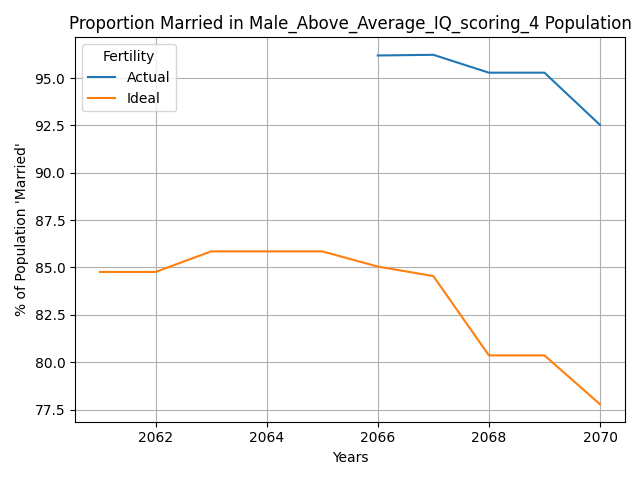 Proportion Married in Male_Above_Average_IQ_scoring_4 Population
Fertility
Actual
Ideal
% of Population 'Married'
95.0
92.5
90.0
87.5
85.0
82.5
80.0
77.5
2062
2064
2066
2068
2070
Years